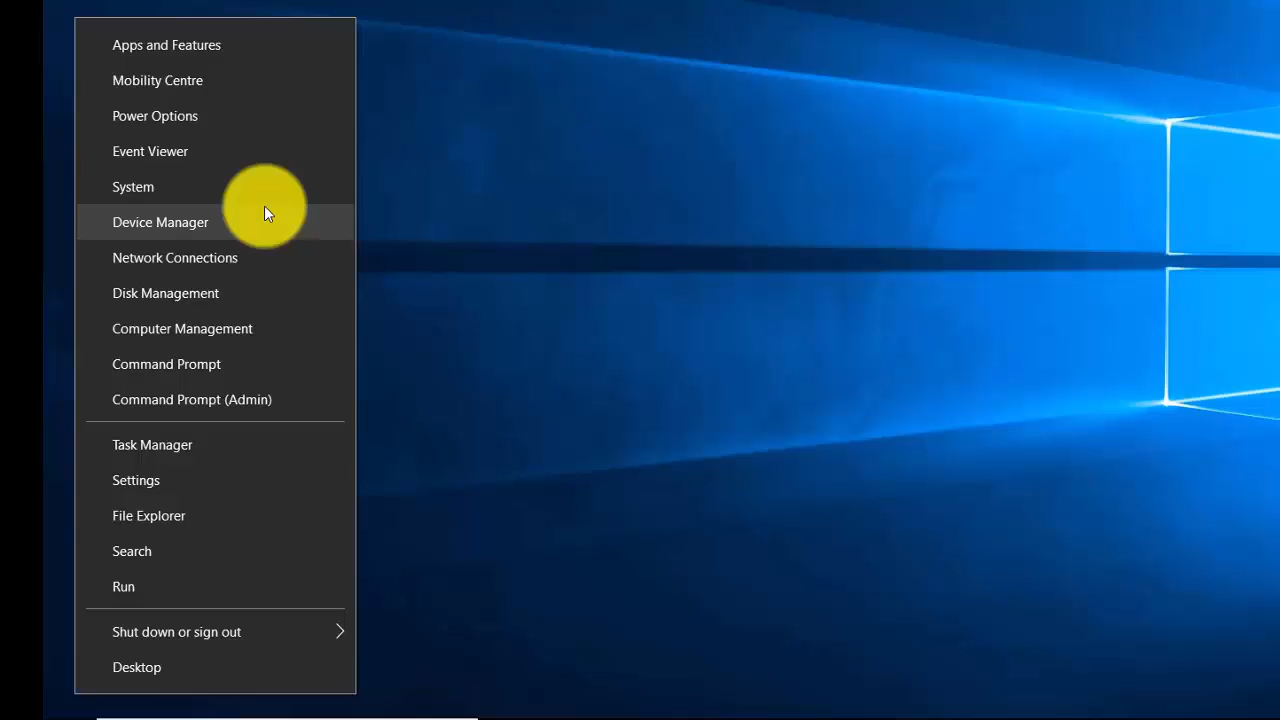 Apps and Features
Mobility Centre
Power Options
Event Viewer
System
Device Manager
Network Connections
Disk Management
Computer Management
Command Prompt
Command Prompt (Admin)
Task Manager
Settings
File Explorer
Search
Run
Shut down or sign out
Desktop